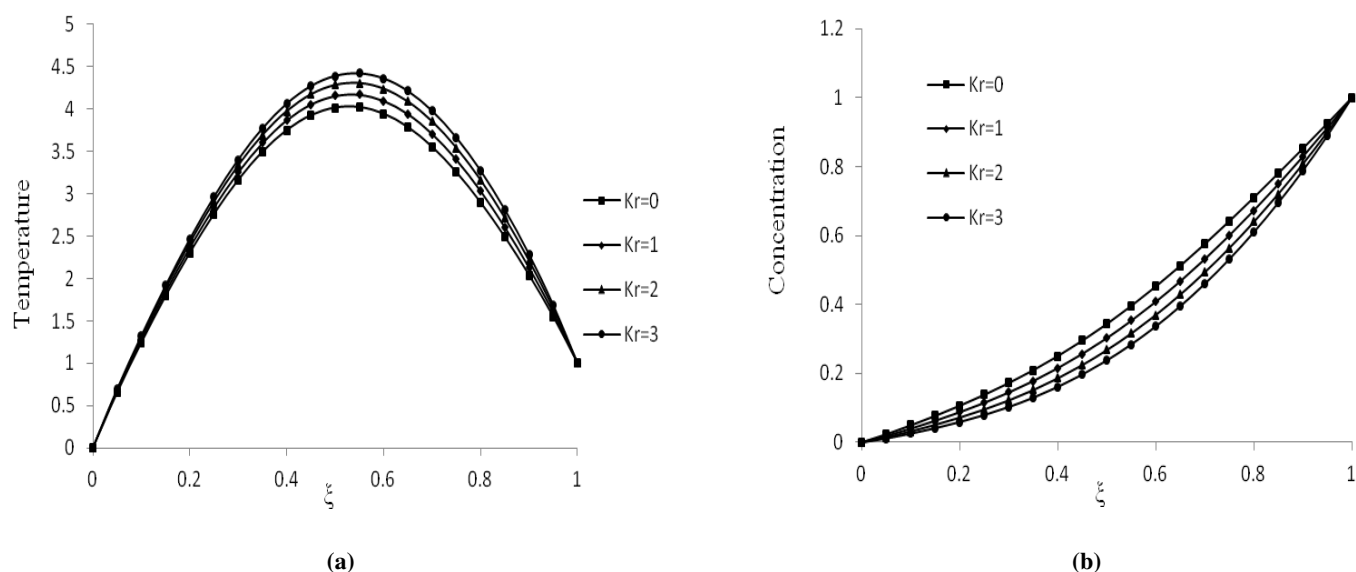 5
4.5
4
3.5
3
2.5
2
1.5
1
0.5
0
Temperature
0 0.2 0.4 0.6 0.8 1
ξ
Kr=0
Kr=1
Kr=2
Kr=3
(a)
1.2
1
0.8
0.6
0.4
0.2
0
Concentration
0 0.2 0.4 0.6 0.8 1
ξ
Kr=0
Kr=1
Kr=2
Kr=3
(b)